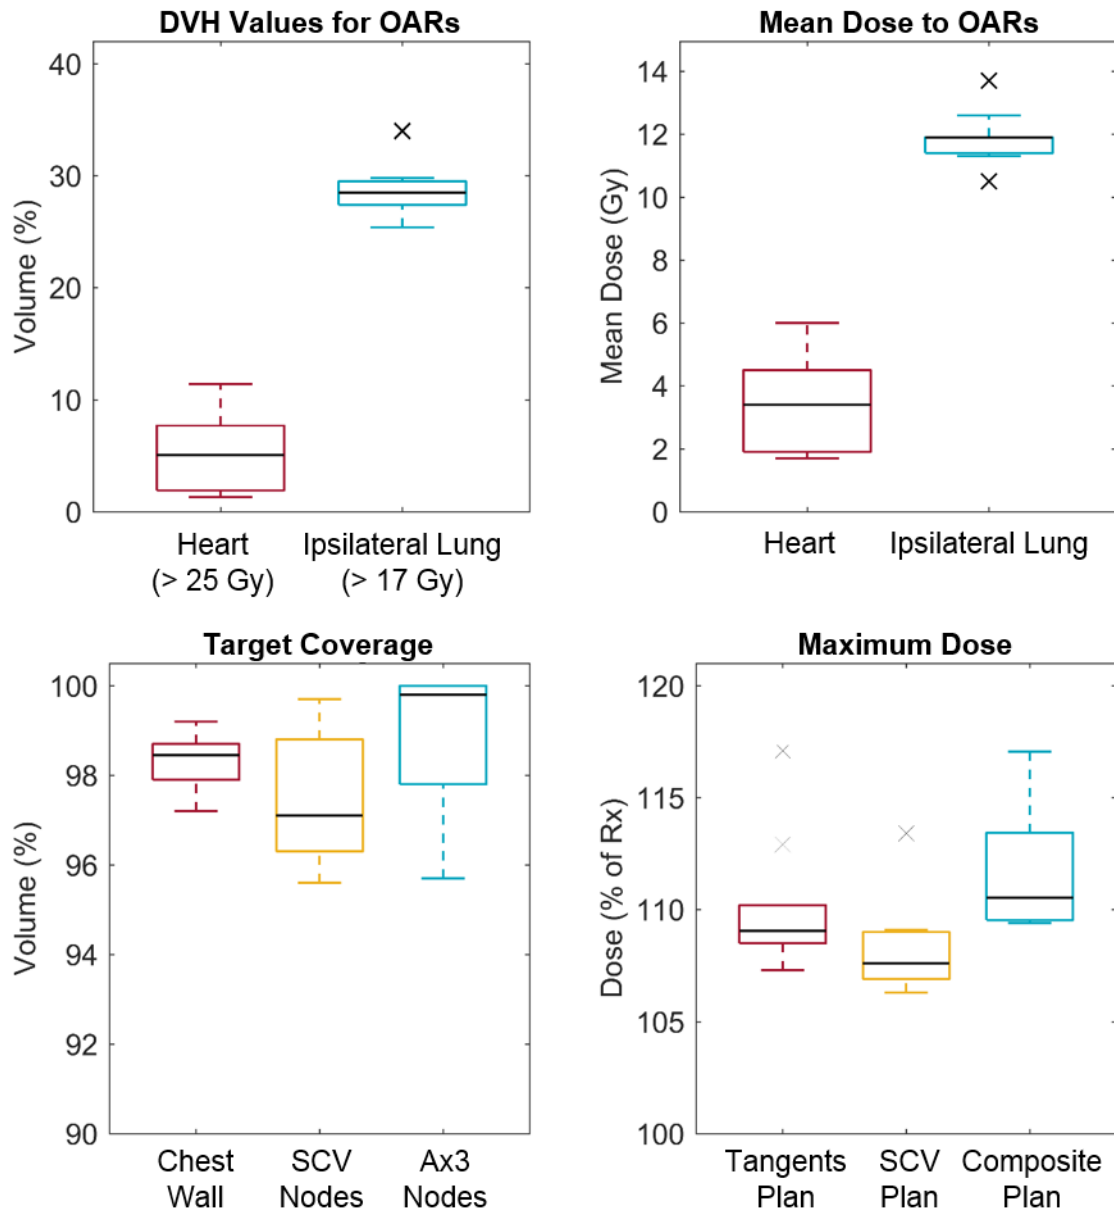 DVH Values for OARs
Volume (%)
40
30
20
10
0
Heart
(> 25 Gy)
Ipsilateral Lung
(> 17 Gy)
Mean Dose to OARs
Mean Dose (Gy)
14
12
10
8
6
4
2
0
Heart
Ipsilateral Lung
Target Coverage
Volume (%)
100
98
96
94
92
90
Chest
Wall
SCV
Nodes
Ax3
Nodes
Maximum Dose
Dose (% of Rx)
120
115
110
105
100
Tangents
Plan
SCV
Plan
Composite
Plan